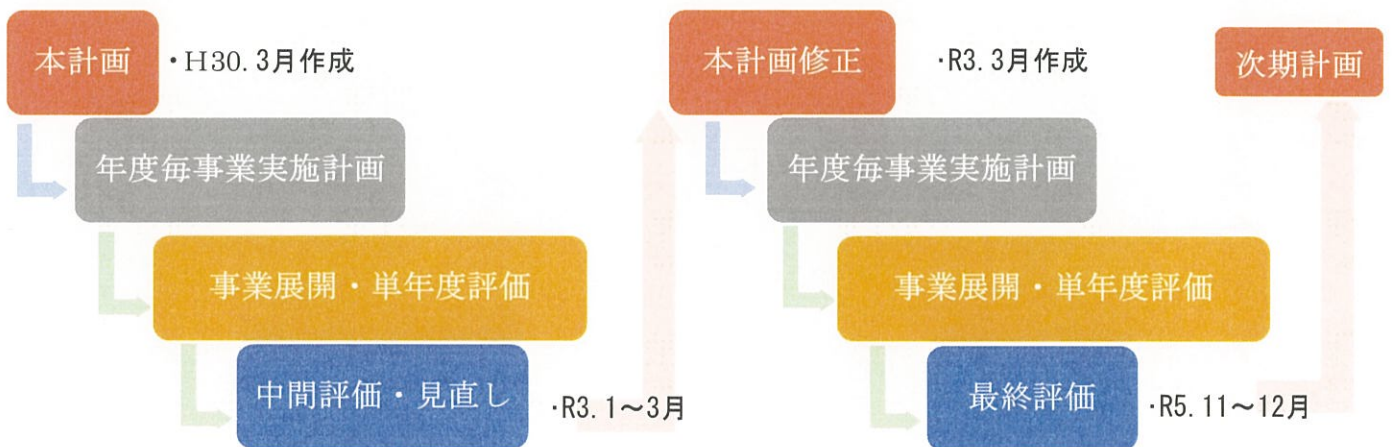 本計画
・H30. 3月作成
年度毎事業実施計画
事業展開・単年度評価
中間評価・見直し
・R3. 1～3月
本計画修正
・R3. 3月作成
年度毎事業実施計画
事業展開・単年度評価
最終評価
・R5. 11～12月
次期計画